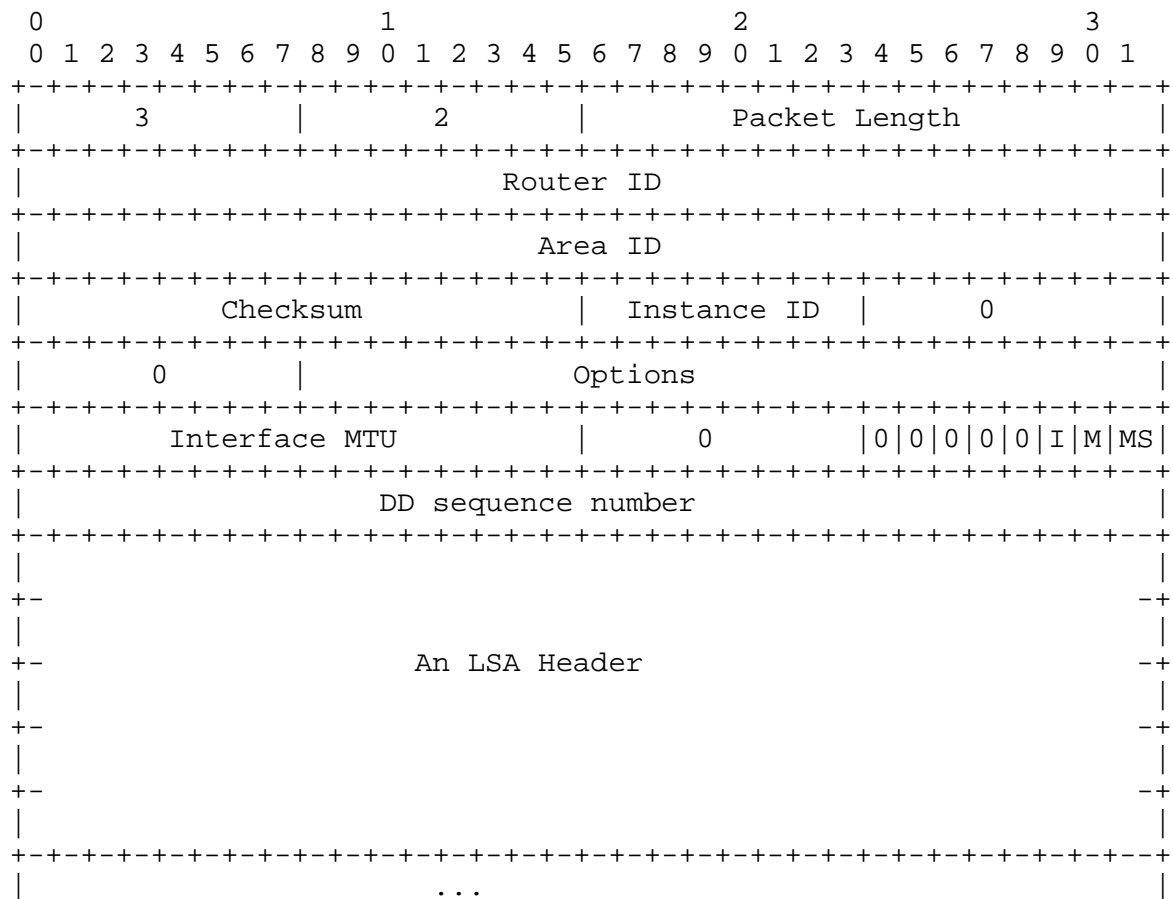 0                   1                   2                   3
0 1 2 3 4 5 6 7 8 9 0 1 2 3 4 5 6 7 8 9 0 1 2 3 4 5 6 7 8 9 0 1
+-+-+-+-+-+-+-+-+-+-+-+-+-+-+-+-+-+-+-+-+-+-+-+-+-+-+-+-+-+-+-+--+
|       3       |       2       |        Packet Length            |
+-+-+-+-+-+-+-+-+-+-+-+-+-+-+-+-+-+-+-+-+-+-+-+-+-+-+-+-+-+-+-+--+
|                           Router ID                             |
+-+-+-+-+-+-+-+-+-+-+-+-+-+-+-+-+-+-+-+-+-+-+-+-+-+-+-+-+-+-+-+--+
|                             Area ID                             |
+-+-+-+-+-+-+-+-+-+-+-+-+-+-+-+-+-+-+-+-+-+-+-+-+-+-+-+-+-+-+-+--+
|           Checksum            |  Instance ID  |      0          |
+-+-+-+-+-+-+-+-+-+-+-+-+-+-+-+-+-+-+-+-+-+-+-+-+-+-+-+-+-+-+-+--+
|        0      |               Options                           |
+-+-+-+-+-+-+-+-+-+-+-+-+-+-+-+-+-+-+-+-+-+-+-+-+-+-+-+-+-+-+-+--+
|        Interface MTU          |      0        |0|0|0|0|0|I|M|MS|
+-+-+-+-+-+-+-+-+-+-+-+-+-+-+-+-+-+-+-+-+-+-+-+-+-+-+-+-+-+-+-+--+
|                    DD sequence number                           |
+-+-+-+-+-+-+-+-+-+-+-+-+-+-+-+-+-+-+-+-+-+-+-+-+-+-+-+-+-+-+-+--+
|                                                                 |
+-                                                               -+
|                                                                 |
+-                     An LSA Header                             -+
|                                                                 |
+-                                                               -+
|                                                                 |
+-                                                               -+
|                                                                 |
+-+-+-+-+-+-+-+-+-+-+-+-+-+-+-+-+-+-+-+-+-+-+-+-+-+-+-+-+-+-+-+--+
|                       ...                                       |